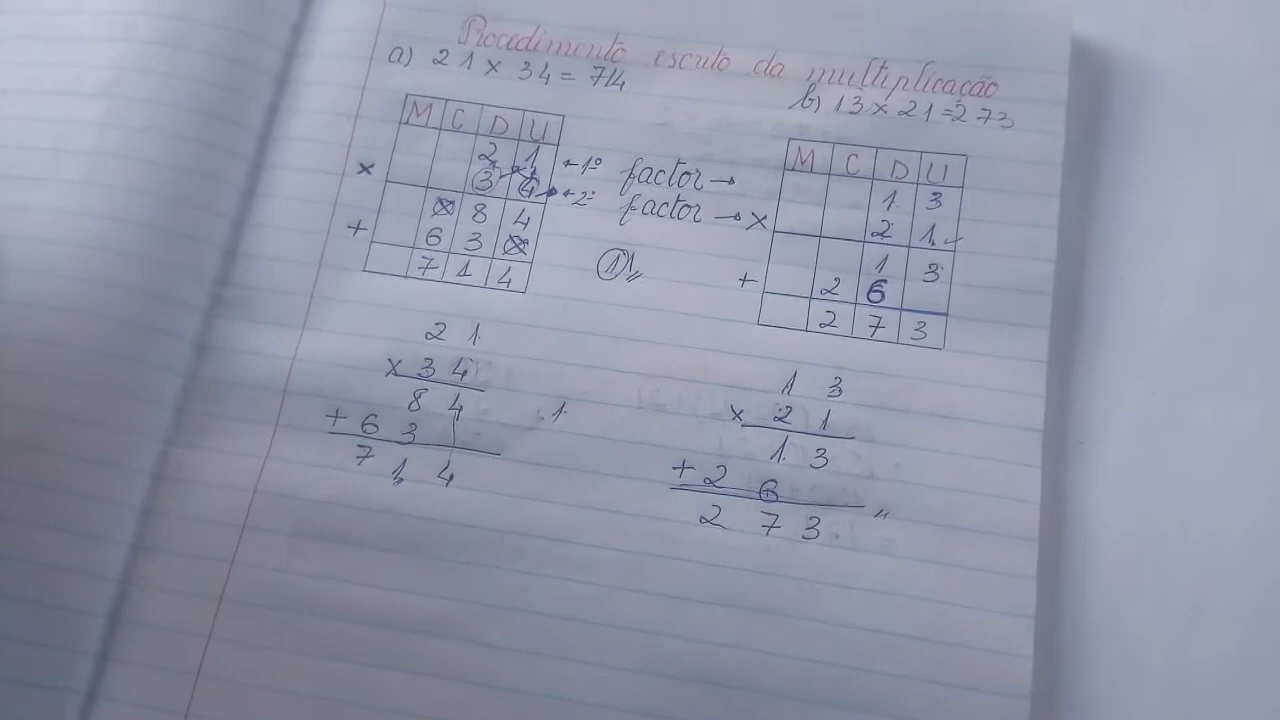 Procedimento escrito da multiplicação
a) 21 x 34 = 714
b) 13 x 21 = 273
M C D U
2 1 ← 1º factor →
x 3 4 ← 2º factor →
8 4
+ 6 3
7 1 4
1
M C D U
1 3
x 2 1
1 3
+ 2 6
2 7 3
2 1
x 3 4
8 4
+ 6 3
7 1 4
.1.
1 3
x 2 1
1 3
+ 2 6
2 7 3 "